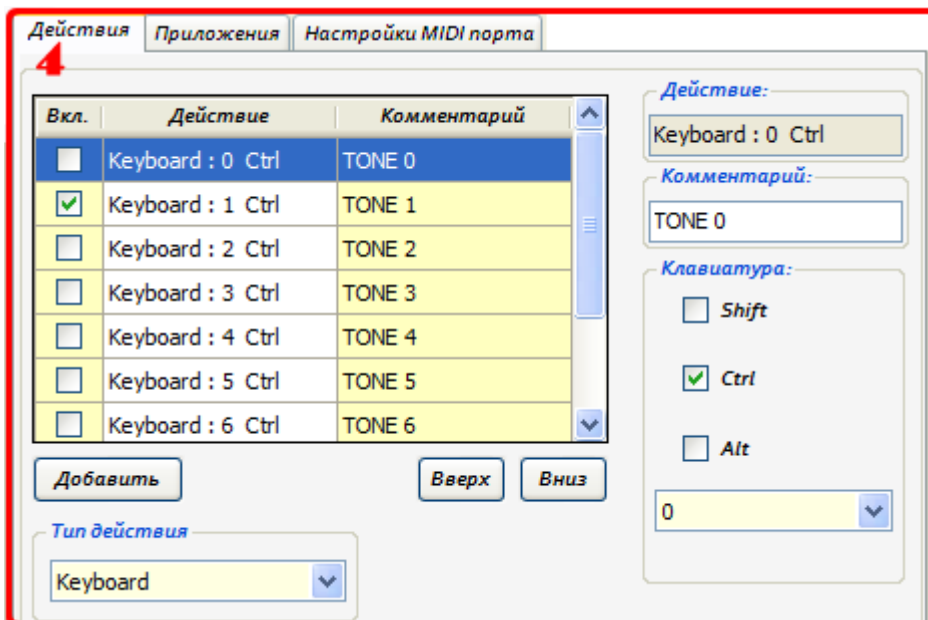 Действия Приложения Настройки MIDI порта
4
Вкл. Действие Комментарий
Keyboard : 0 Ctrl TONE 0
Keyboard : 1 Ctrl TONE 1
Keyboard : 2 Ctrl TONE 2
Keyboard : 3 Ctrl TONE 3
Keyboard : 4 Ctrl TONE 4
Keyboard : 5 Ctrl TONE 5
Keyboard : 6 Ctrl TONE 6
Добавить Вверх Вниз
Тип действия
Keyboard
Действие:
Keyboard : 0 Ctrl
Комментарий:
TONE 0
Клавиатура:
Shift
Ctrl
Alt
0